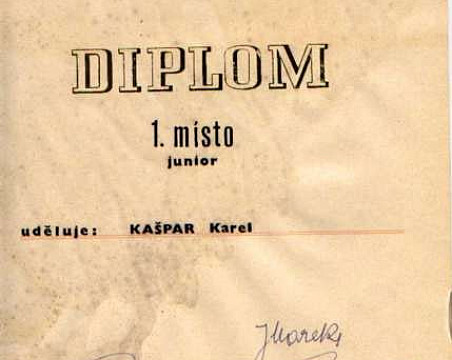 DIPLOM
1. místo
junior
uděluje: KAŠPAR Karel